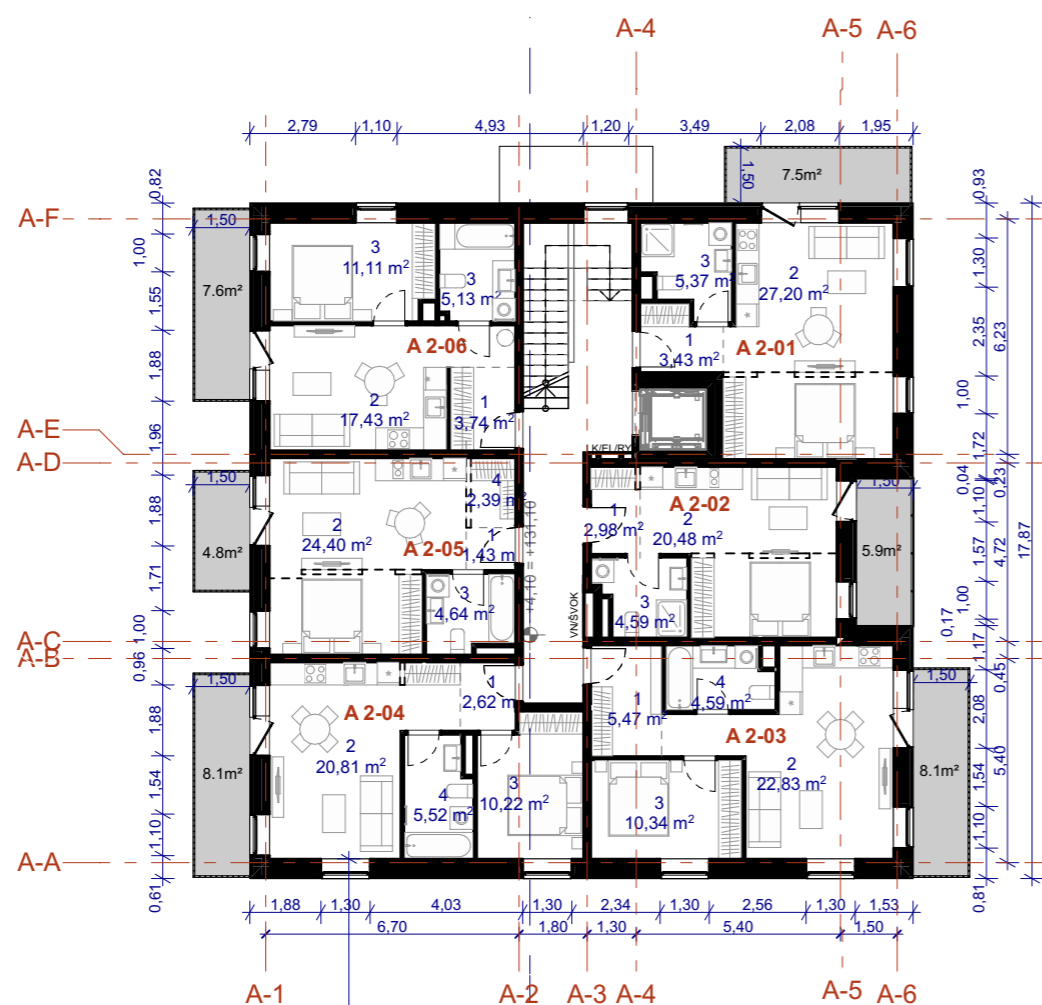 A-4
A-5
A-6
2,79
1,10
4,93
1,20
3,49
2,08
1,95
0,82
1,50
7.5m²
0,93
A-F
1,50
1,00
3
11,11 m²
3
5,13 m²
3
5,37 m²
2
27,20 m²
1,30
7.6m²
1,55
2,35
6,23
A 2-06
A 2-01
1
3,43 m²
1,88
2
17,43 m²
1
3,74 m²
1,00
A-E
1,96
1,72
A-D
K/EL/RY
0,04
0,23
1,50
1,50
1,88
4
2,39 m²
A 2-02
1,10
2
24,40 m²
A 2-05
1
1,43 m
1
2,98 m²
2
20,48 m²
4.8m²
5.9m²
1,57
4,72
17,87
1,71
+4,10 = +131,10
3
4,64 m²
VN/ŠVOK
3
4,59 m²
1,00
1,00
0,17
A-C
1,17
A-B
0,96
0,45
1,50
1,50
1
2,62 m²
1
5,47 m²
4
4,59 m²
1,88
A 2-04
A 2-03
2,08
2
20,81 m²
2
22,83 m²
8.1m²
8.1m²
1,54
4
5,52 m²
3
10,22 m²
3
10,34 m²
1,54
5,40
1,10
1,10
A-A
0,61
0,81
1,88
1,30
4,03
1,30
2,34
1,30
2,56
1,30
1,53
6,70
1,80
1,30
5,40
1,50
A-1
A-2
A-3
A-4
A-5
A-6